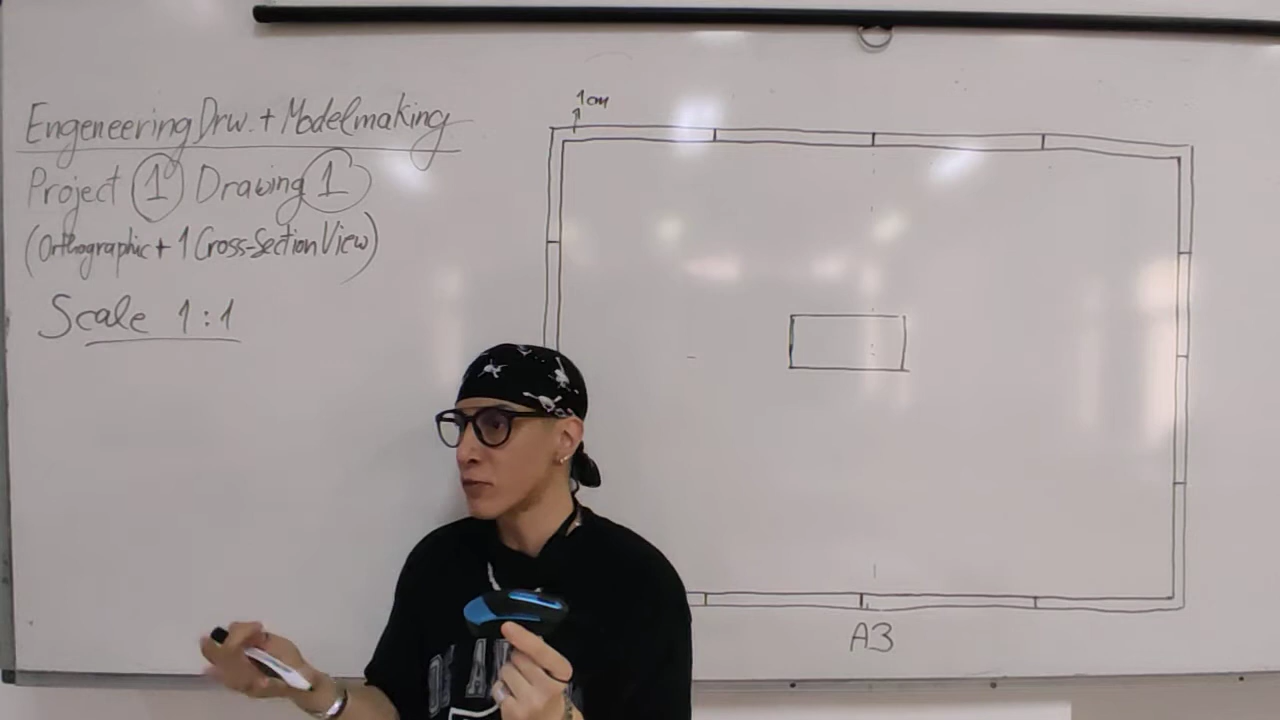 Engeneering Drw. + Modelmaking
Project 1 Drawing 1
(Orthographic + 1 Cross-Section View)
Scale 1:1
1cm
A3